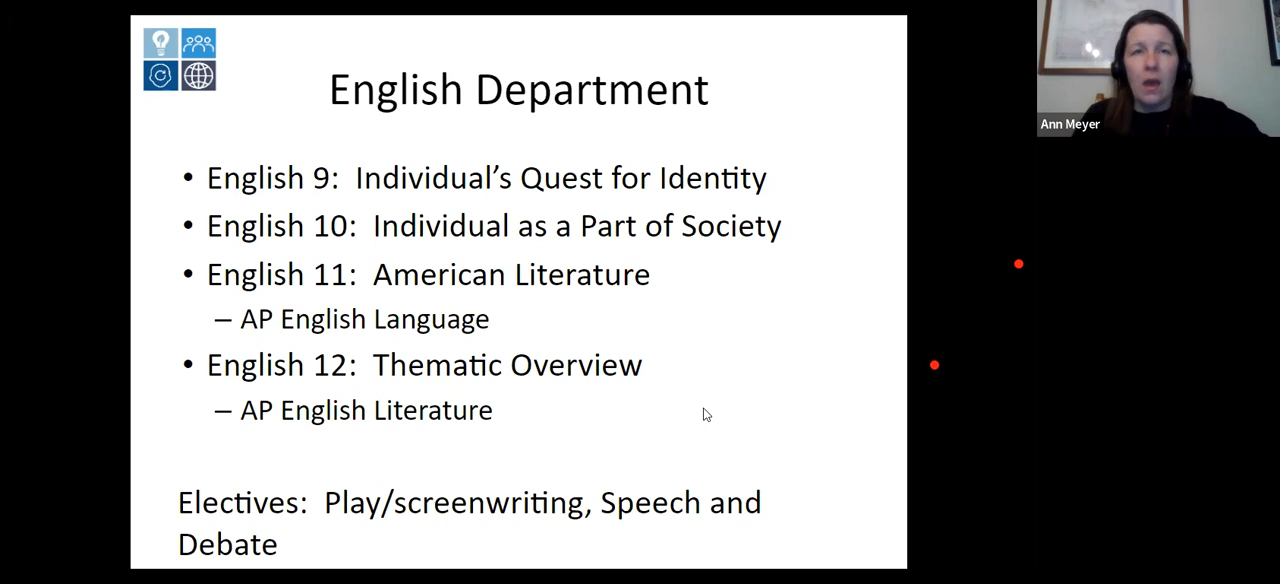 English Department
• English 9:  Individual’s Quest for Identity
• English 10:  Individual as a Part of Society
• English 11:  American Literature
– AP English Language
• English 12:  Thematic Overview
– AP English Literature
Electives:  Play/screenwriting, Speech and
Debate
Ann Meyer